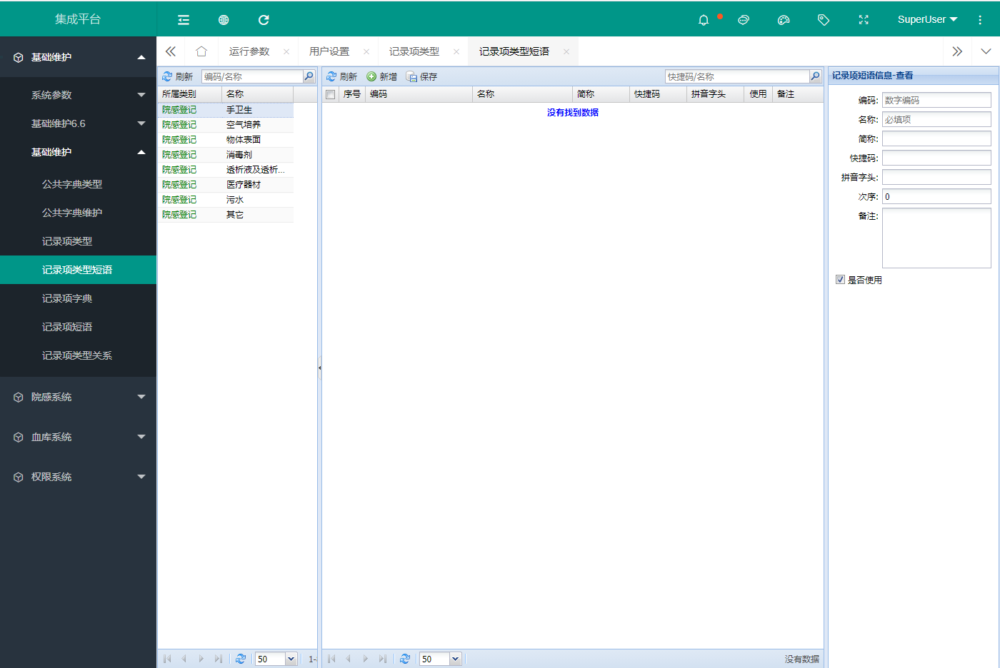 集成平台
SuperUser
基础维护
系统参数
基础维护6.6
基础维护
公共字典类型
公共字典维护
记录项类型
记录项类型短语
记录项字典
记录项短语
记录项类型关系
院感系统
血库系统
权限系统
运行参数 用户设置 记录项类型 记录项类型短语
刷新 编码/名称
所属类别 名称
院感登记 手卫生
院感登记 空气培养
院感登记 物体表面
院感登记 消毒剂
院感登记 透析液及透析...
院感登记 医疗器材
院感登记 污水
院感登记 其它
50 1-
刷新 新增 保存 快捷码/名称
序号 编码 名称 简称 快捷码 拼音字头 使用 备注
没有找到数据
50 没有数据
记录项短语信息-查看
编码: 数字编码
名称: 必填项
简称:
快捷码:
拼音字头:
次序: 0
备注:
是否使用